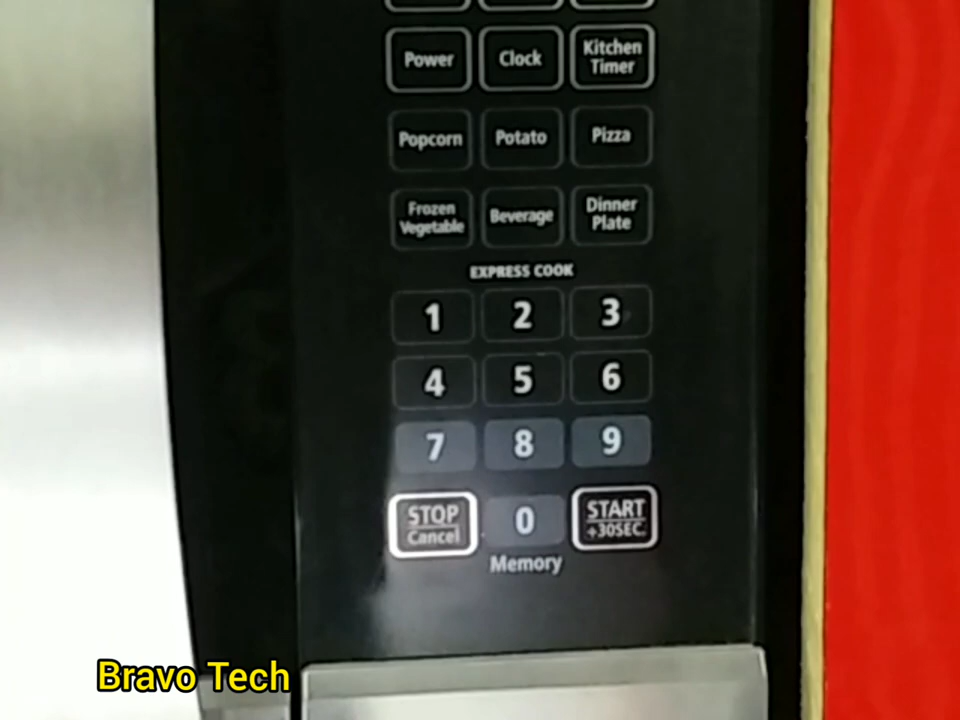 Power Clock Kitchen Timer
Popcorn Potato Pizza
Frozen Vegetable Beverage Dinner Plate
EXPRESS COOK
1 2 3
4 5 6
7 8 9
STOP Cancel 0 START +30SEC.
Memory
Bravo Tech